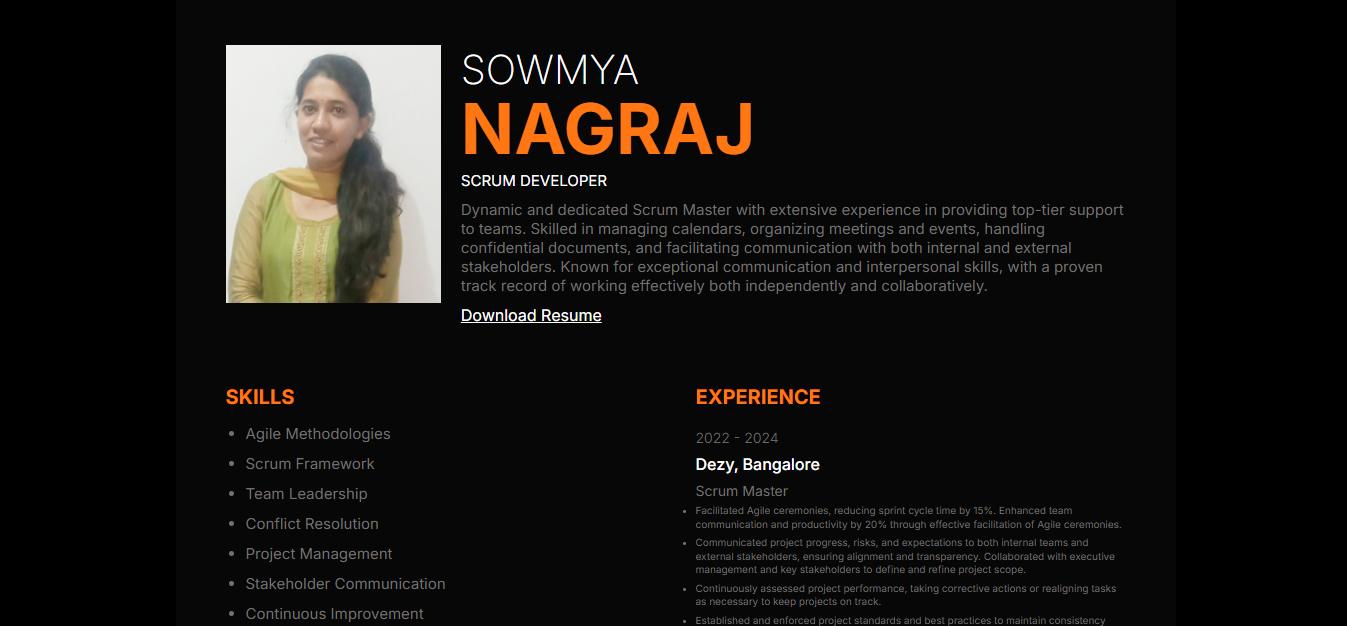 SOWMYA
NAGRAJ
SCRUM DEVELOPER
Dynamic and dedicated Scrum Master with extensive experience in providing top-tier support
to teams. Skilled in managing calendars, organizing meetings and events, handling
confidential documents, and facilitating communication with both internal and external
stakeholders. Known for exceptional communication and interpersonal skills, with a proven
track record of working effectively both independently and collaboratively.
Download Resume
SKILLS
• Agile Methodologies
• Scrum Framework
• Team Leadership
• Conflict Resolution
• Project Management
• Stakeholder Communication
• Continuous Improvement
EXPERIENCE
2022 - 2024
Dezy, Bangalore
Scrum Master
• Facilitated Agile ceremonies, reducing sprint cycle time by 15%. Enhanced team
communication and productivity by 20% through effective facilitation of Agile ceremonies.
• Communicated project progress, risks, and expectations to both internal teams and
external stakeholders, ensuring alignment and transparency. Collaborated with executive
management and key stakeholders to define and refine project scope.
• Continuously assessed project performance, taking corrective actions or realigning tasks
as necessary to keep projects on track.
• Established and enforced project standards and best practices to maintain consistency